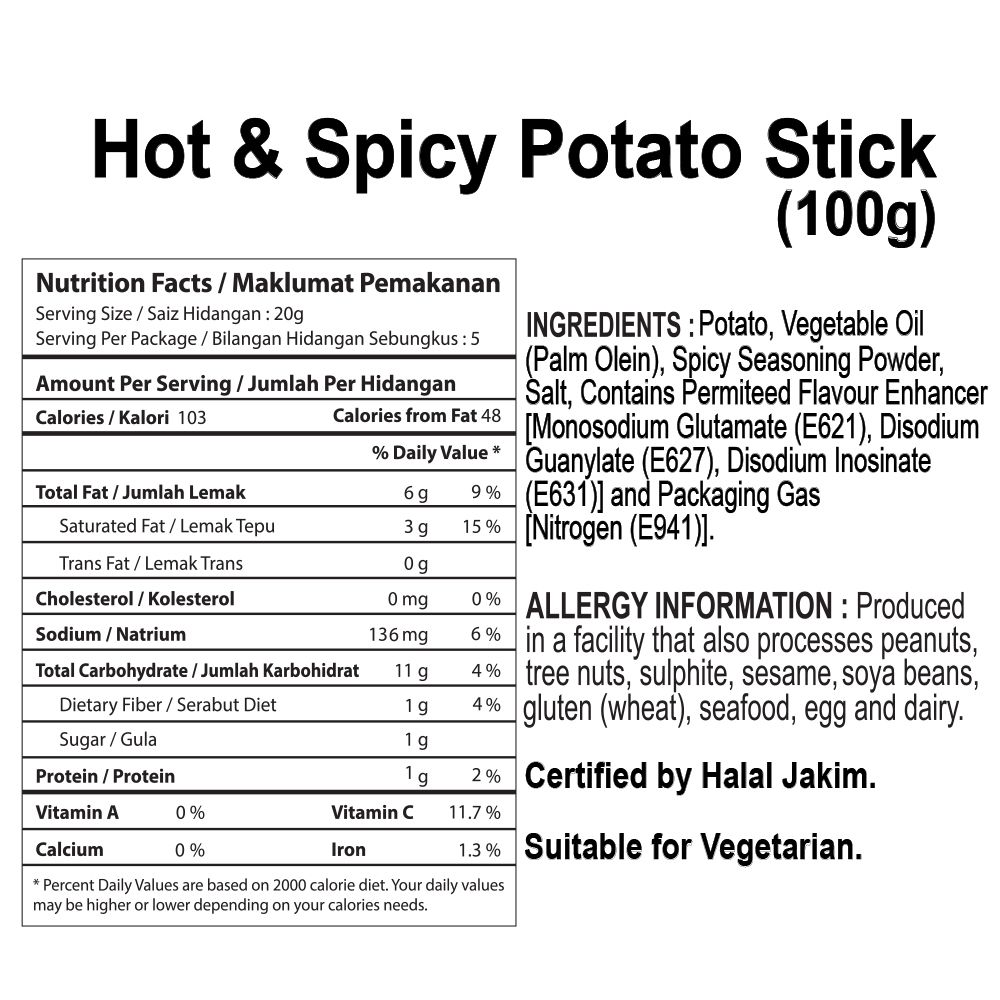 Hot & Spicy Potato Stick
(100g)
Nutrition Facts / Maklumat Pemakanan
Serving Size / Saiz Hidangan : 20g
Serving Per Package / Bilangan Hidangan Sebungkus : 5
Amount Per Serving / Jumlah Per Hidangan
Calories / Kalori 103 Calories from Fat 48
% Daily Value *
Total Fat / Jumlah Lemak 6 g 9 %
Saturated Fat / Lemak Tepu 3 g 15 %
Trans Fat / Lemak Trans 0 g
Cholesterol / Kolesterol 0 mg 0 %
Sodium / Natrium 136 mg 6 %
Total Carbohydrate / Jumlah Karbohidrat 11 g 4 %
Dietary Fiber / Serabut Diet 1 g 4 %
Sugar / Gula 1 g
Protein / Protein 1 g 2 %
Vitamin A 0 % Vitamin C 11.7 %
Calcium 0 % Iron 1.3 %
* Percent Daily Values are based on 2000 calorie diet. Your daily values
may be higher or lower depending on your calories needs.
INGREDIENTS : Potato, Vegetable Oil
(Palm Olein), Spicy Seasoning Powder,
Salt, Contains Permiteed Flavour Enhancer
[Monosodium Glutamate (E621), Disodium
Guanylate (E627), Disodium Inosinate
(E631)] and Packaging Gas
[Nitrogen (E941)].
ALLERGY INFORMATION : Produced
in a facility that also processes peanuts,
tree nuts, sulphite, sesame, soya beans,
gluten (wheat), seafood, egg and dairy.
Certified by Halal Jakim.
Suitable for Vegetarian.